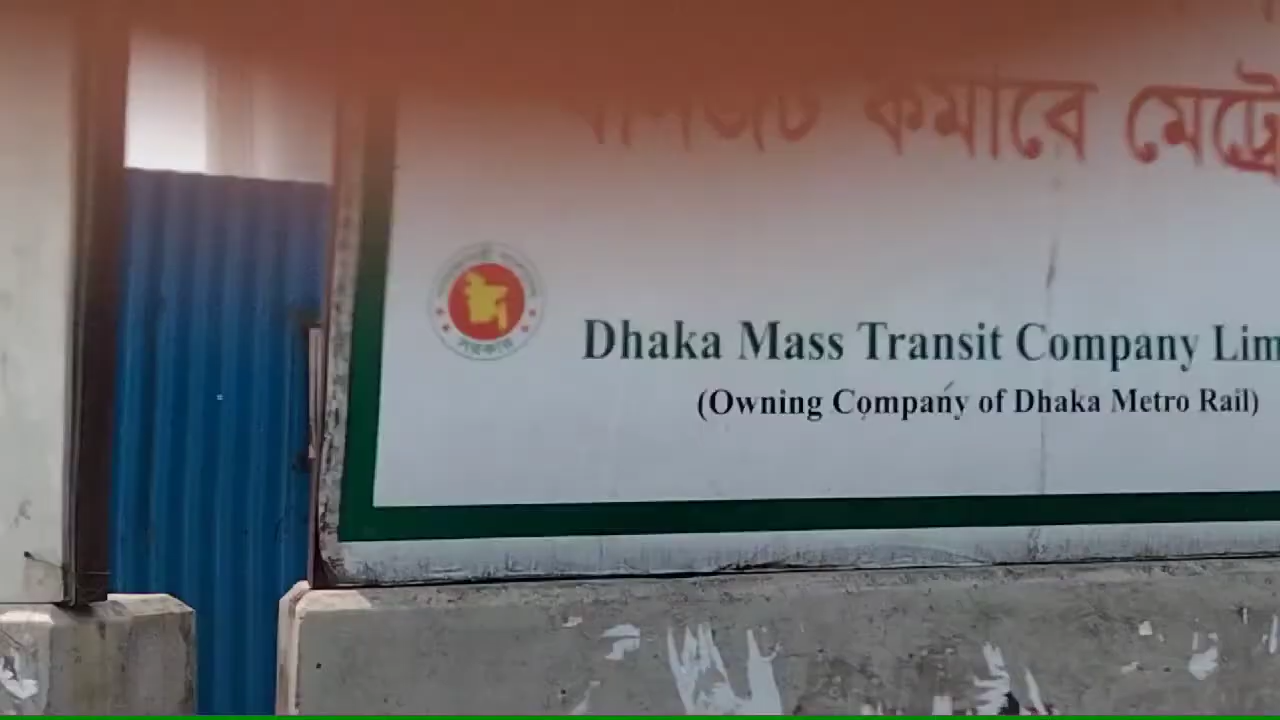 কমাবে মেট্রো
Dhaka Mass Transit Company Lim
(Owning Company of Dhaka Metro Rail)